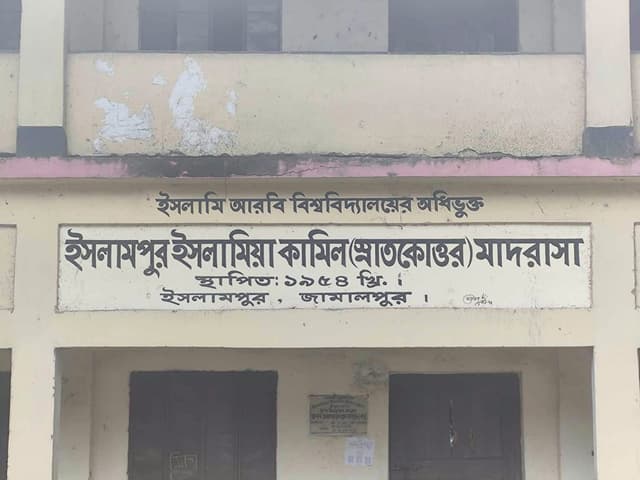 ইসলামি আরবি বিশ্ববিদ্যালয়ের অধিভুক্ত
ইসলামপুর ইসলামিয়া কামিল (স্নাতকোত্তর) মাদরাসা
স্থাপিত: ১৯৫৪ খ্রি. ।
ইসলামপুর , জামালপুর ।